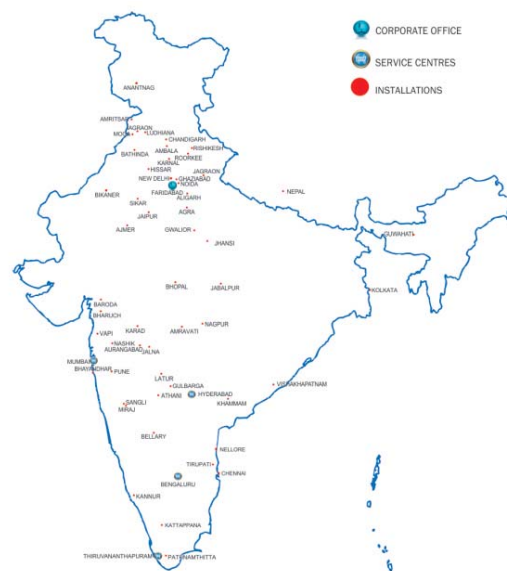 CORPORATE OFFICE
SERVICE CENTRES
INSTALLATIONS
ANANTNAG
AMRITSAR
JAGRAON
MOGA LUDHIANA
CHANDIGARH
AMBALA RISHIKESH
BATHINDA ROORKEE
KARNAL
HISSAR JAGRAON
NEW DELHI GHAZIABAD
NOIDA
FARIDABAD
BIKANER NEPAL
ALIGARH
SIKAR
AGRA
JAIPUR
AJMER GWALIOR
GUWAHATI
JHANSI
BHOPAL JABALPUR
KOLKATA
BARODA
BHARUCH
NAGPUR
VAPI KARAD AMRAVATI
NASHIK
AURANGABAD
JALNA
MUMBAI
BHAYANDHAR PUNE
LATUR
GULBARGA
VISHAKHAPATNAM
ATHANI HYDERABAD
SANGLI KHAMMAM
MIRAJ
BELLARY
NELLORE
TIRUPATI
CHENNAI
BENGALURU
KANNUR
KATTAPPANA
THIRUVANANTHAPURAM PATHNAMTHITTA